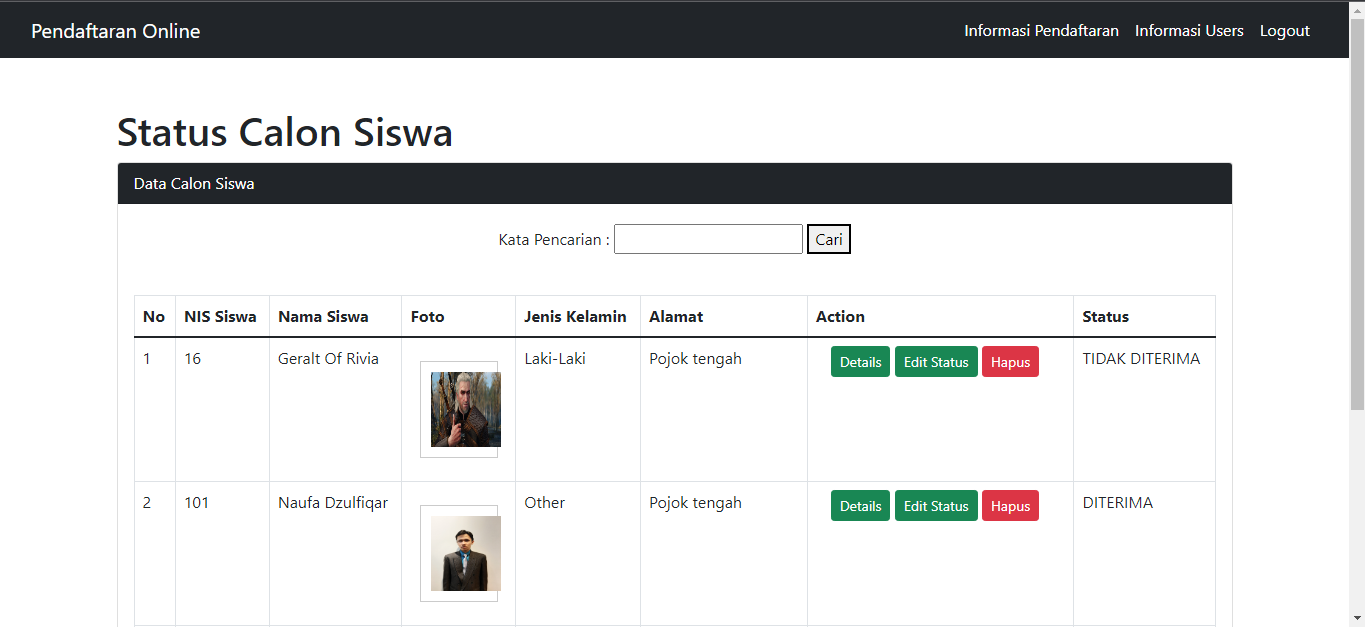 Pendaftaran Online Informasi Pendaftaran Informasi Users Logout
Status Calon Siswa
Data Calon Siswa
Kata Pencarian : Cari
No NIS Siswa Nama Siswa Foto Jenis Kelamin Alamat Action Status
1 16 Geralt Of Rivia Laki-Laki Pojok tengah Details Edit Status Hapus TIDAK DITERIMA
2 101 Naufa Dzulfiqar Other Pojok tengah Details Edit Status Hapus DITERIMA